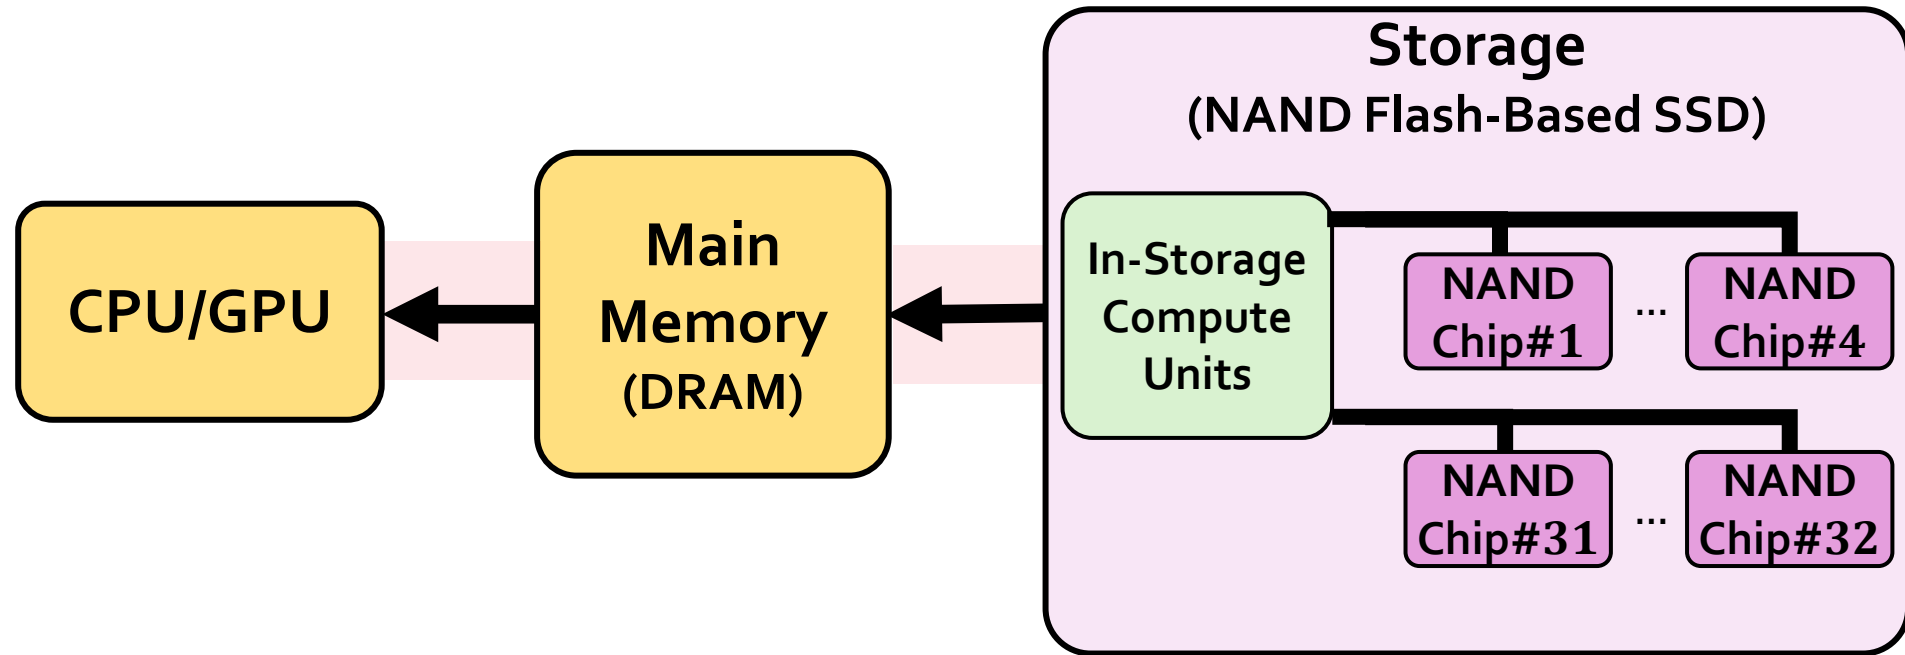 Storage
(NAND Flash-Based SSD)
CPU/GPU
Main
Memory
(DRAM)
In-Storage
Compute
Units
NAND
Chip#1
...
NAND
Chip#4
NAND
Chip#31
...
NAND
Chip#32